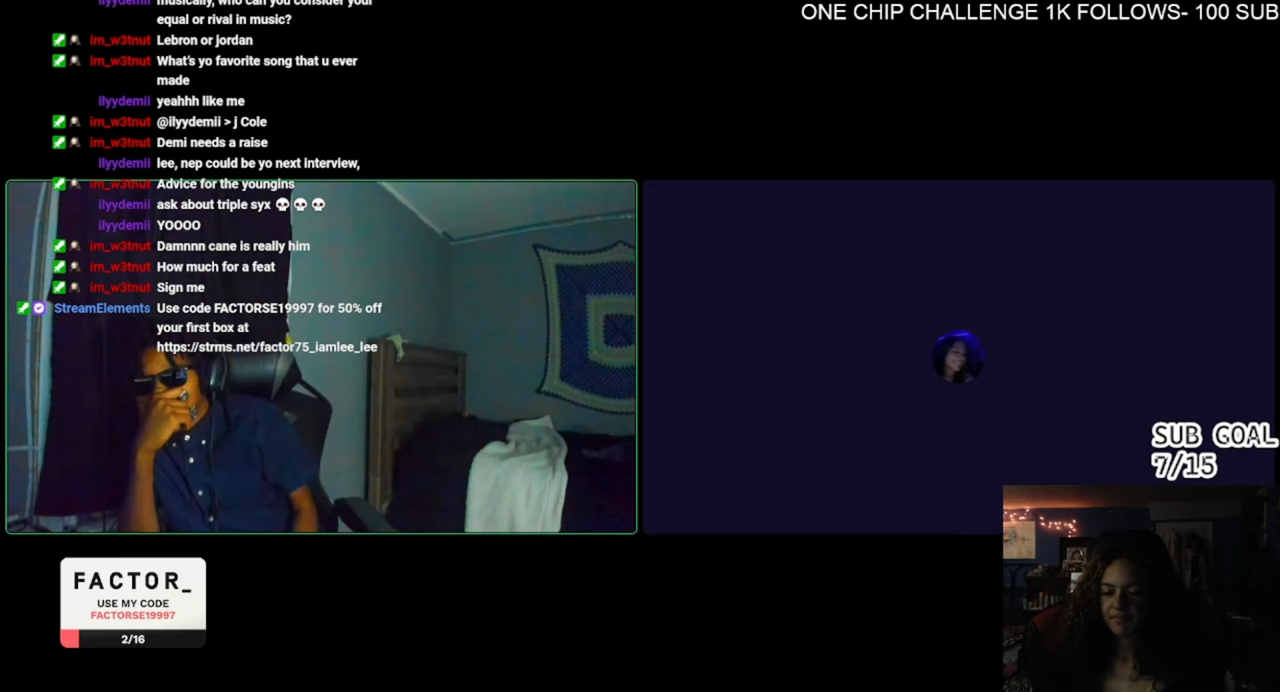 musically, who can you consider your
equal or rival in music?
ONE CHIP CHALLENGE 1K FOLLOWS- 100 SUB
im_w3tnut Lebron or jordan
im_w3tnut What's yo favorite song that u ever
made
ilyydemii yeahhh like me
im_w3tnut @ilyydemii > j Cole
im_w3tnut Demi needs a raise
ilyydemii lee, nep could be yo next interview,
im_w3tnut Advice for the youngins
ilyydemii ask about triple syx 💀 💀 💀
ilyydemii YOOOO
im_w3tnut Damnnn cane is really him
im_w3tnut How much for a feat
im_w3tnut Sign me
StreamElements Use code FACTORSE19997 for 50% off
your first box at
https://strms.net/factor75_iamlee_lee
SUB GOAL
7/15
FACTOR_
USE MY CODE
FACTORSE19997
2/16